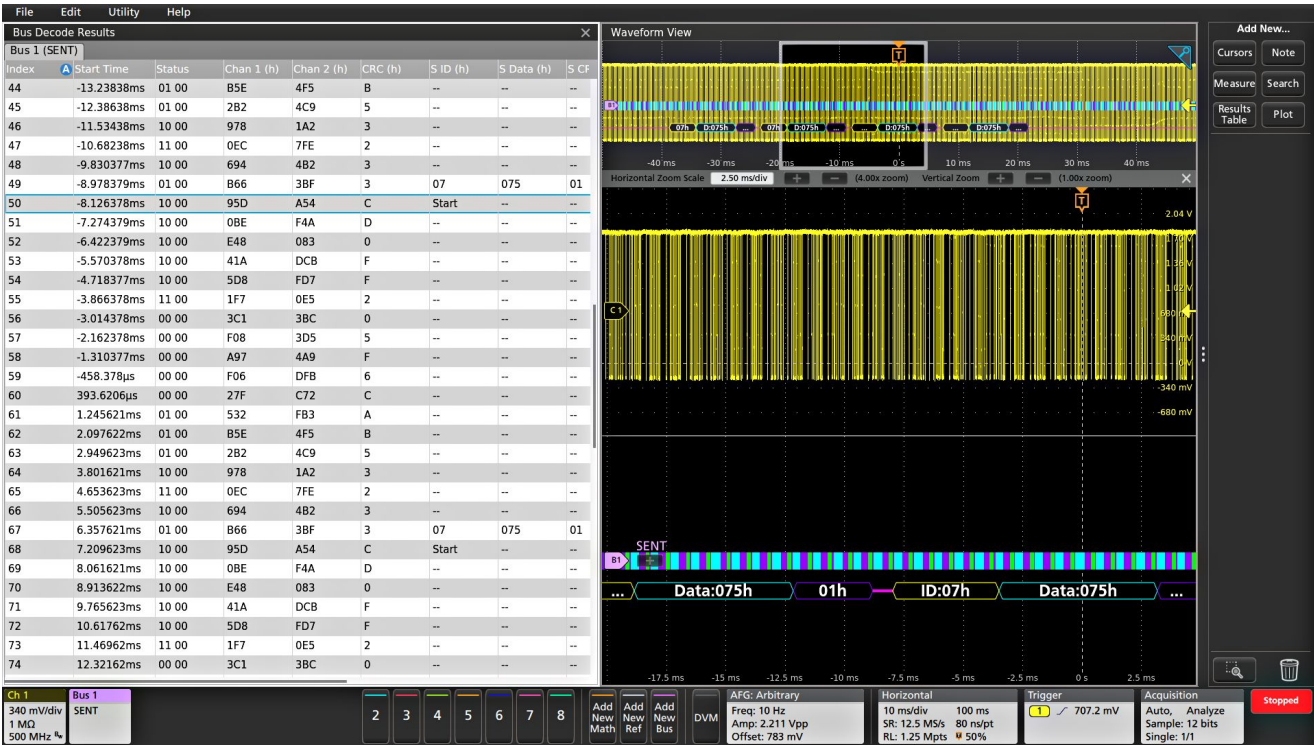 File Edit Utility Help
Bus Decode Results
Bus 1 (SENT)
Index A Start Time Status Chan 1 (h) Chan 2 (h) CRC (h) S ID (h) S Data (h) S CF
44 -13.23838ms 01 00 B5E 4F5 B -- -- --
45 -12.38638ms 01 00 2B2 4C9 5 -- -- --
46 -11.53438ms 10 00 978 1A2 3 -- -- --
47 -10.68238ms 11 00 0EC 7FE 2 -- -- --
48 -9.830377ms 10 00 694 4B2 3 -- -- --
49 -8.978379ms 01 00 B66 3BF 3 07 075 01
50 -8.126378ms 10 00 95D A54 C Start -- --
51 -7.274379ms 10 00 0BE F4A D -- -- --
52 -6.422379ms 10 00 E48 083 0 -- -- --
53 -5.570378ms 10 00 41A DCB F -- -- --
54 -4.718377ms 10 00 5D8 FD7 F -- -- --
55 -3.866378ms 11 00 1F7 0E5 2 -- -- --
56 -3.014378ms 00 00 3C1 3BC 0 -- -- --
57 -2.162378ms 00 00 F08 3D5 5 -- -- --
58 -1.310377ms 00 00 A97 4A9 F -- -- --
59 -458.378µs 00 00 F06 DFB 6 -- -- --
60 393.6206µs 00 00 27F C72 C -- -- --
61 1.245621ms 01 00 532 FB3 A -- -- --
62 2.097622ms 01 00 B5E 4F5 B -- -- --
63 2.949623ms 01 00 2B2 4C9 5 -- -- --
64 3.801621ms 10 00 978 1A2 3 -- -- --
65 4.653623ms 11 00 0EC 7FE 2 -- -- --
66 5.505623ms 10 00 694 4B2 3 -- -- --
67 6.357621ms 01 00 B66 3BF 3 07 075 01
68 7.209623ms 10 00 95D A54 C Start -- --
69 8.061621ms 10 00 0BE F4A D -- -- --
70 8.913622ms 10 00 E48 083 0 -- -- --
71 9.765623ms 10 00 41A DCB F -- -- --
72 10.61762ms 10 00 5D8 FD7 F -- -- --
73 11.46962ms 11 00 1F7 0E5 2 -- -- --
74 12.32162ms 00 00 3C1 3BC 0 -- -- --
Waveform View
T
B1
07h D:075h ... 07h D:075h ... ... D:075h ... ... D:075h ...
-40 ms -30 ms -20 ms -10 ms 0 s 10 ms 20 ms 30 ms 40 ms
Horizontal Zoom Scale 2.50 ms/div + — (4.00x zoom) Vertical Zoom + — (1.00x zoom)
T
2.04 V
1.70 V
1.36 V
1.02 V
C1 680 mV
340 mV
0 V
-340 mV
-680 mV
SENT
B1 +
... Data:075h 01h ID:07h Data:075h ...
-17.5 ms -15 ms -12.5 ms -10 ms -7.5 ms -5 ms -2.5 ms 0 s 2.5 ms
Add New...
Cursors Note
Measure Search
Results Table Plot
Ch 1
340 mV/div
1 MΩ
500 MHz Bw
Bus 1
SENT
2 3 4 5 6 7 8
Add New Math
Add New Ref
Add New Bus
DVM
AFG: Arbitrary
Freq: 10 Hz
Amp: 2.211 Vpp
Offset: 783 mV
Horizontal
10 ms/div 100 ms
SR: 12.5 MS/s 80 ns/pt
RL: 1.25 Mpts 50%
Trigger
1 707.2 mV
Acquisition
Auto, Analyze
Sample: 12 bits
Single: 1/1
Stopped